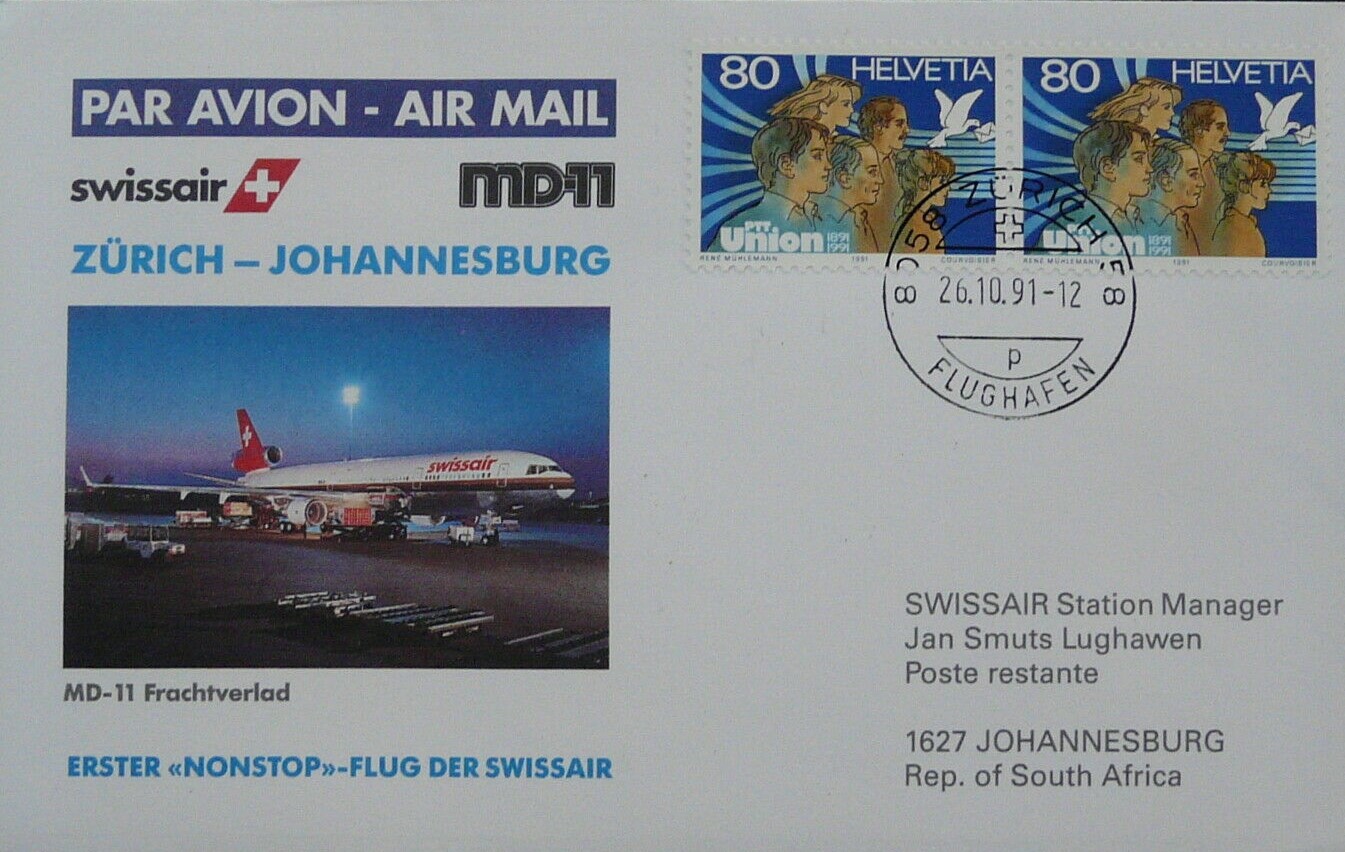 PAR AVION - AIR MAIL
swissair
MD-11
ZÜRICH – JOHANNESBURG
swissair
MD-11 Frachtverlad
ERSTER «NONSTOP»-FLUG DER SWISSAIR
80 HELVETIA
PTT
Union 1891
1991
RENÉ MÜHLEMANN 1991 COURVOISIER
80 HELVETIA
Union 1891
1991
RENÉ MÜHLEMANN 1991 COURVOISIER
8058 ZÜRICH 58
26.10.91-12
p
FLUGHAFEN
SWISSAIR Station Manager
Jan Smuts Lughawen
Poste restante
1627 JOHANNESBURG
Rep. of South Africa